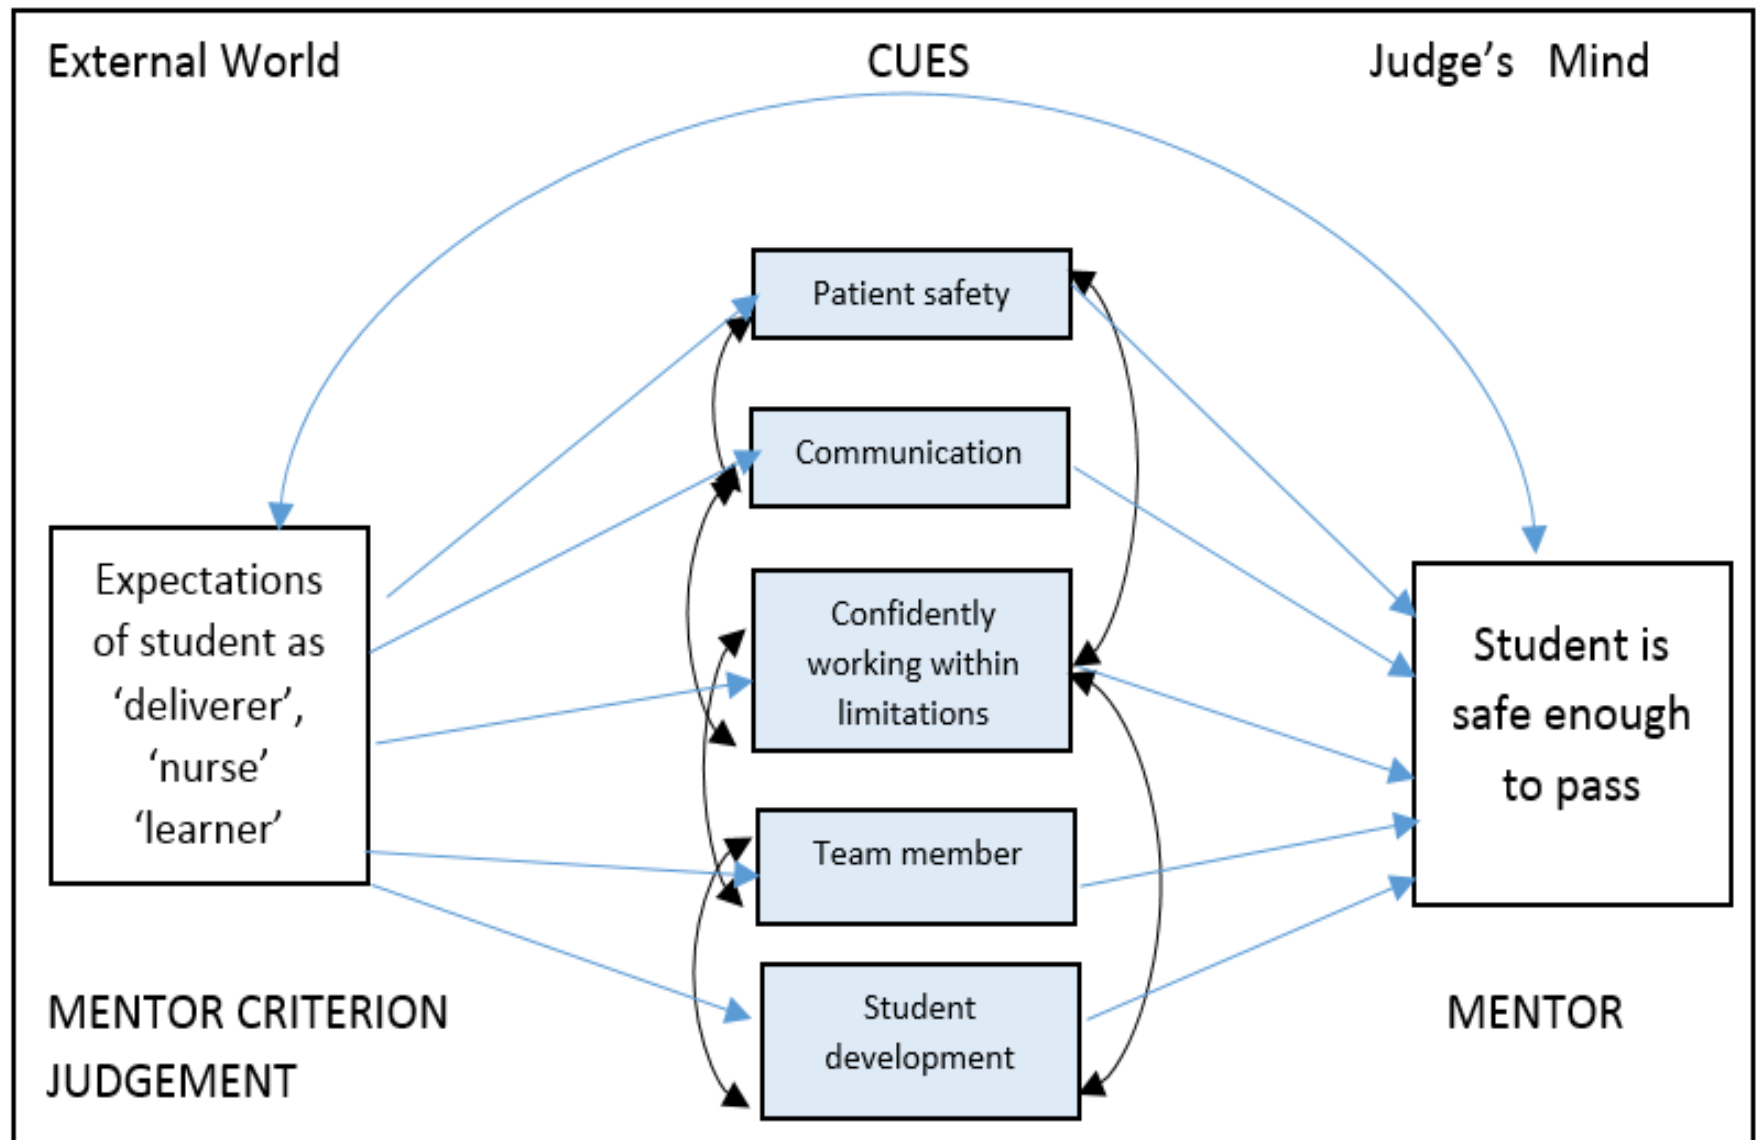 External World
CUES
Judge's Mind
Patient safety
Communication
Expectations
of student as
‘deliverer’,
‘nurse’
‘learner’
Confidently
working within
limitations
Student is
safe enough
to pass
Team member
Student
development
MENTOR CRITERION
JUDGEMENT
MENTOR